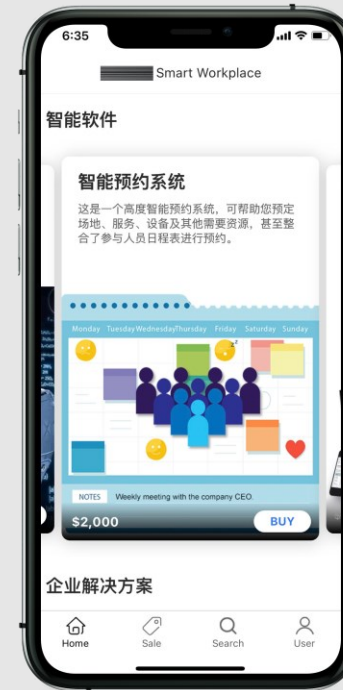 6:35
Smart Workplace
智能软件
智能预约系统
这是一个高度智能预约系统，可帮助您预定
场地、服务、设备及其他需要资源，甚至整
合了参与人员日程表进行预约。
Monday Tuesday Wednesday Thursday Friday Saturday Sunday
z z
NOTES Weekly meeting with the company CEO.
$2,000 BUY
企业解决方案
Home Sale Search User